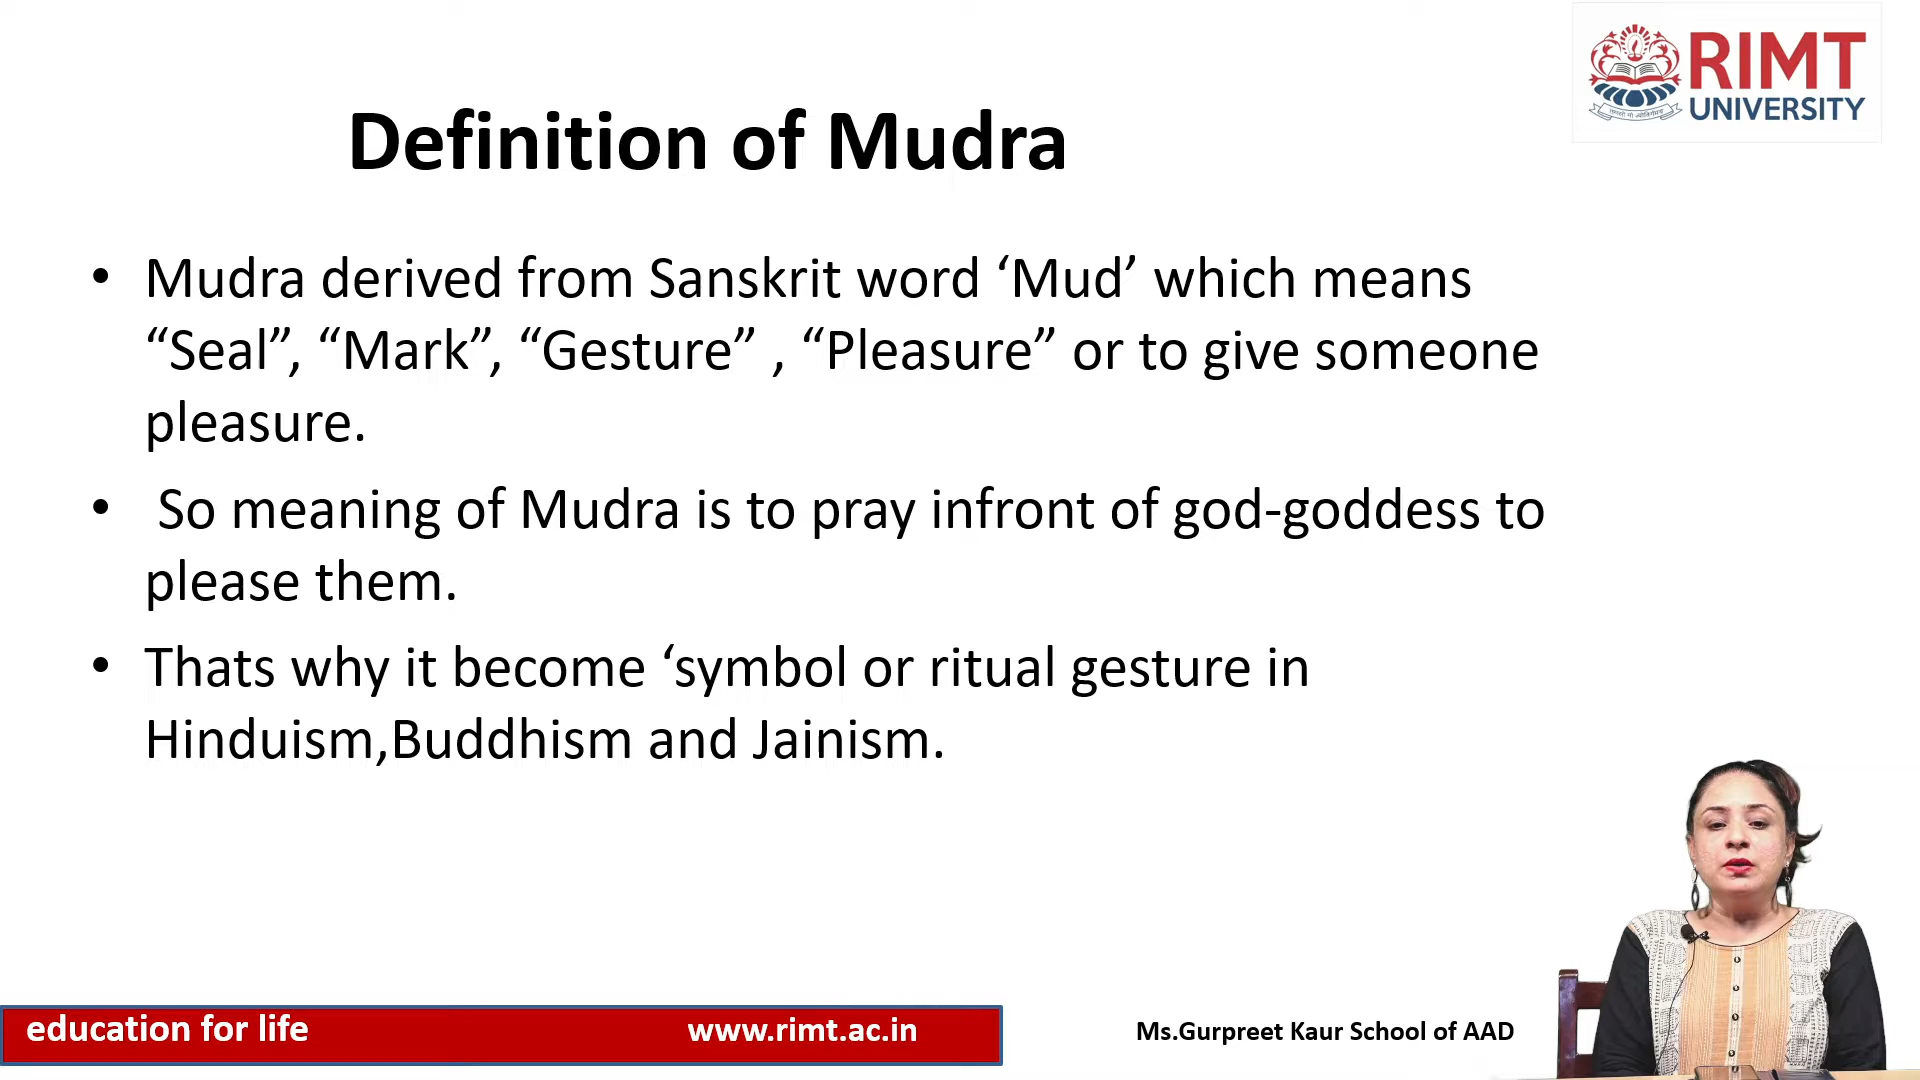 RIMT
UNIVERSITY
Definition of Mudra
• Mudra derived from Sanskrit word ‘Mud’ which means
“Seal”, “Mark”, “Gesture” , “Pleasure” or to give someone
pleasure.
• So meaning of Mudra is to pray infront of god-goddess to
please them.
• Thats why it become ‘symbol or ritual gesture in
Hinduism,Buddhism and Jainism.
education for life
www.rimt.ac.in
Ms.Gurpreet Kaur School of AAD